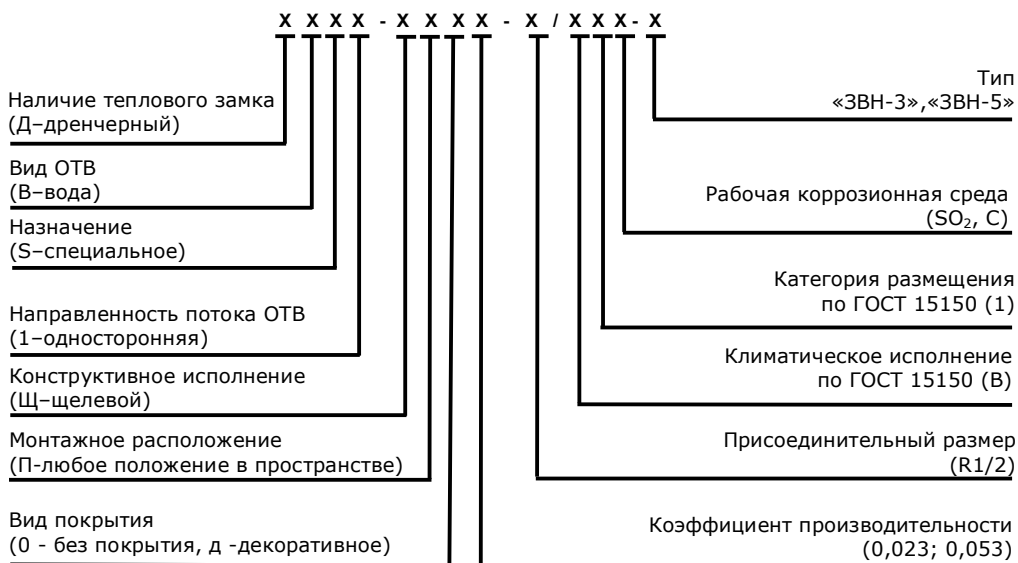 X X X X - X X X X - X / X X X - X
Наличие теплового замка
(Д–дренчерный)
Вид ОТВ
(В–вода)
Назначение
(S–специальное)
Направленность потока ОТВ
(1–односторонняя)
Конструктивное исполнение
(Щ–щелевой)
Монтажное расположение
(П-любое положение в пространстве)
Вид покрытия
(0 - без покрытия, д -декоративное)
Тип
«ЗВН-3»,«ЗВН-5»
Рабочая коррозионная среда
(SO₂, C)
Категория размещения
по ГОСТ 15150 (1)
Климатическое исполнение
по ГОСТ 15150 (В)
Присоединительный размер
(R1/2)
Коэффициент производительности
(0,023; 0,053)